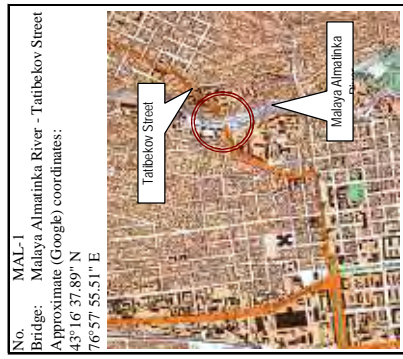 No. MAL-1
Bridge: Malaya Almatinka River - Tatibekov Street
Approximate (Google) coordinates:
43°16' 37.89" N
76°57' 55.51" E
Tatibekov Street
Malaya Almatinka